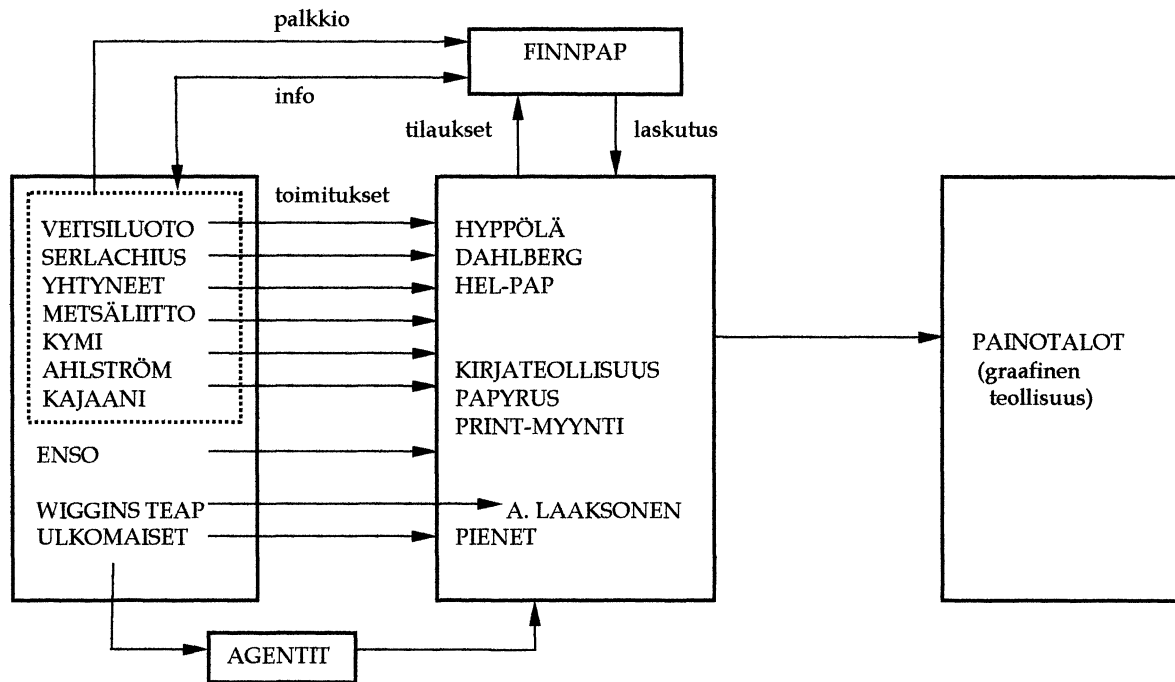 palkkio
FINNPAP
info
tilaukset
laskutus
toimitukset
VEITSILUOTO
SERLACHIUS
YHTYNEET
METSÄLIITTO
KYMI
AHLSTRÖM
KAJAANI
ENSO
WIGGINS TEAP
ULKOMAISET
HYPPÖLÄ
DAHLBERG
HEL-PAP
KIRJATEOLLISUUS
PAPYRUS
PRINT-MYYNTI
A. LAAKSONEN
PIENET
PAINOTALOT
(graafinen
teollisuus)
AGENTIT